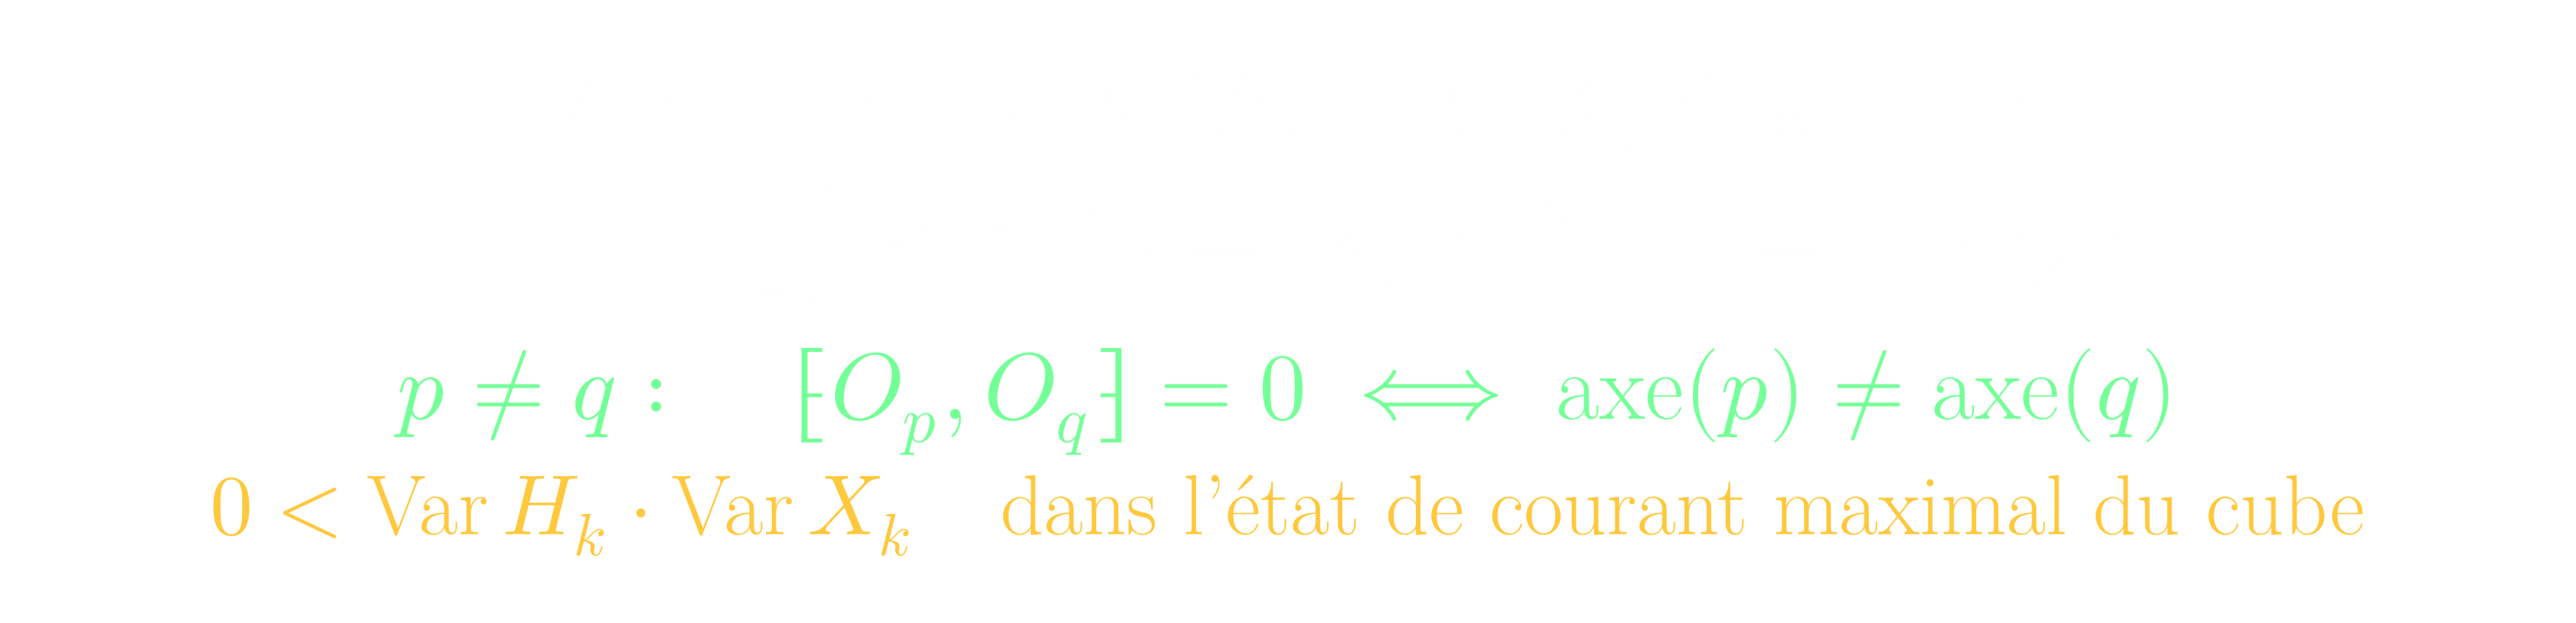 p ≠ q : [O_p, O_q] = 0 ⟺ axe(p) ≠ axe(q)
0 < Var H_k · Var X_k dans l'état de courant maximal du cube